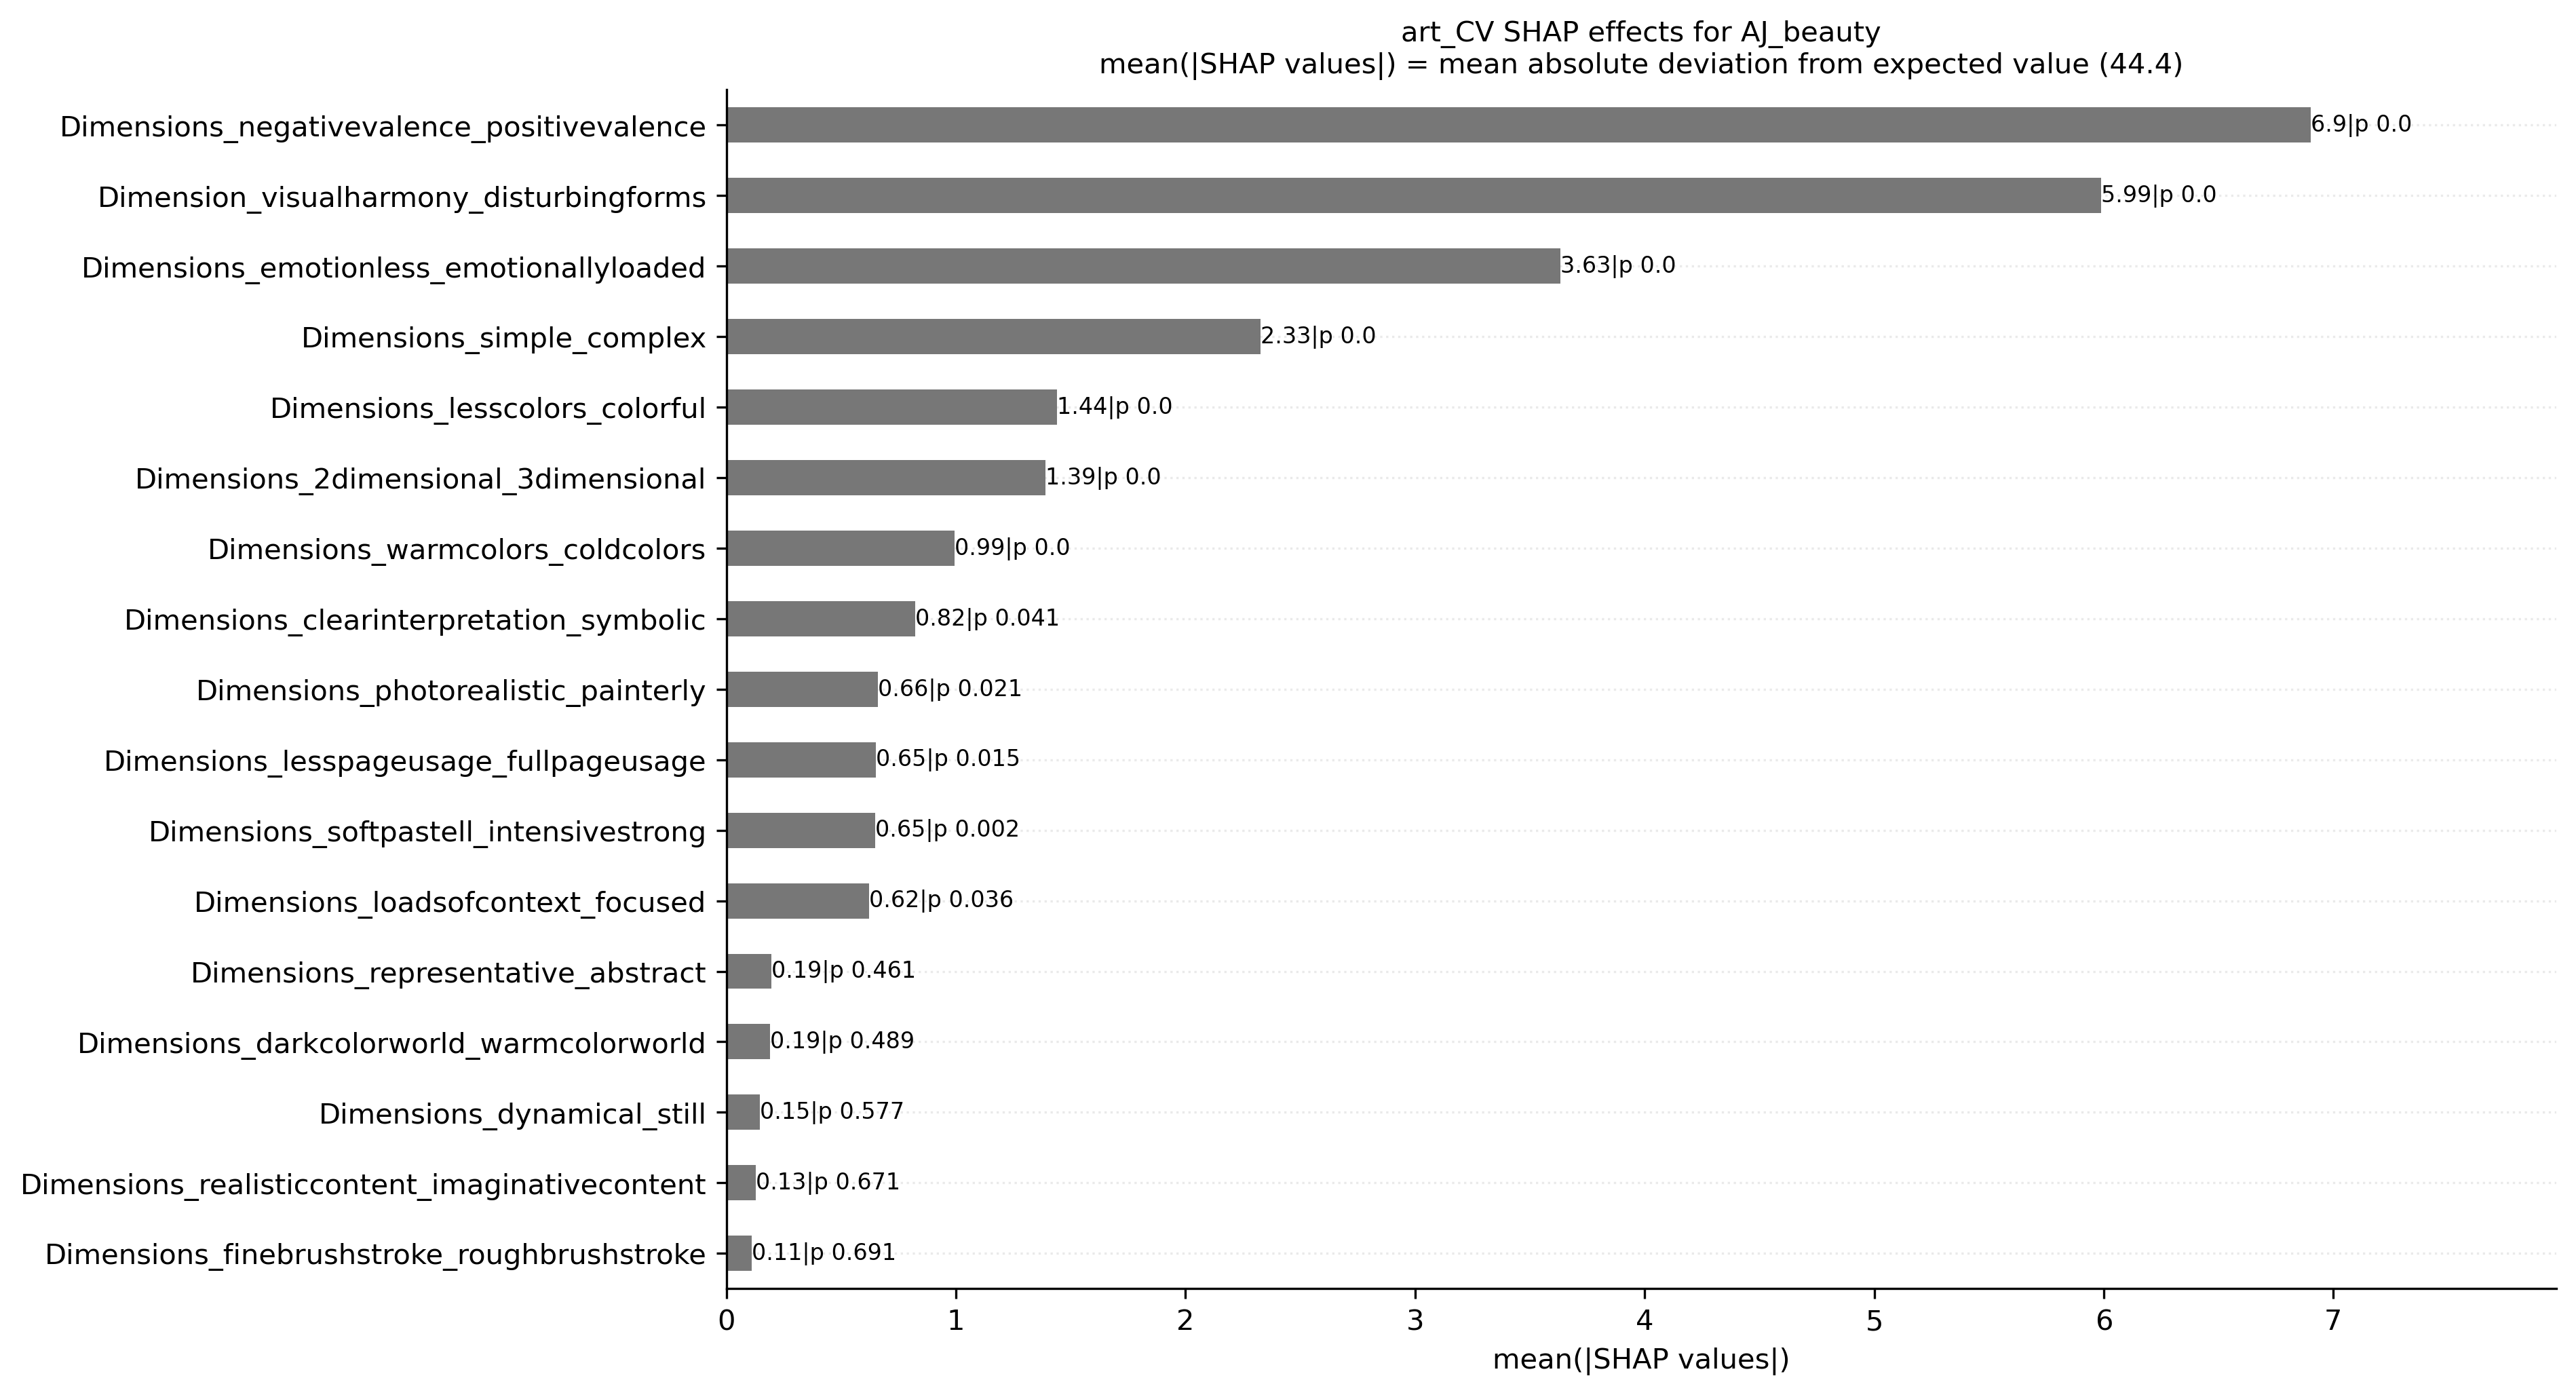 art_CV SHAP effects for AJ_beauty
mean(|SHAP values|) = mean absolute deviation from expected value (44.4)
Dimensions_negativevalence_positivevalence 6.9|p 0.0
Dimension_visualharmony_disturbingforms 5.99|p 0.0
Dimensions_emotionless_emotionallyloaded 3.63|p 0.0
Dimensions_simple_complex 2.33|p 0.0
Dimensions_lesscolors_colorful 1.44|p 0.0
Dimensions_2dimensional_3dimensional 1.39|p 0.0
Dimensions_warmcolors_coldcolors 0.99|p 0.0
Dimensions_clearinterpretation_symbolic 0.82|p 0.041
Dimensions_photorealistic_painterly 0.66|p 0.021
Dimensions_lesspageusage_fullpageusage 0.65|p 0.015
Dimensions_softpastell_intensivestrong 0.65|p 0.002
Dimensions_loadsofcontext_focused 0.62|p 0.036
Dimensions_representative_abstract 0.19|p 0.461
Dimensions_darkcolorworld_warmcolorworld 0.19|p 0.489
Dimensions_dynamical_still 0.15|p 0.577
Dimensions_realisticcontent_imaginativecontent 0.13|p 0.671
Dimensions_finebrushstroke_roughbrushstroke 0.11|p 0.691
0 1 2 3 4 5 6 7
mean(|SHAP values|)